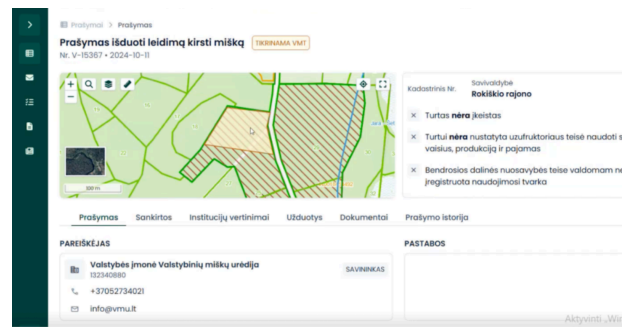 Prašymai > Prašymas
Prašymas išduoti leidimą kirsti mišką TIKRINAMA VMT
Nr. V-15367 • 2024-10-11
Kadastrinis Nr.
Savivaldybė
Rokiškio rajono
Turtas nėra įkeistas
Turtui nėra nustatyta uzufruktoriaus teisė naudoti
vaisius, produkciją ir pajamas
Bendrosios dalinės nuosavybės teise valdomam
įregistruota naudojimosi tvarka
Prašymas Sankirtos Institucijų vertinimai Užduotys Dokumentai Prašymo istorija
PAREIŠKĖJAS
Valstybės įmonė Valstybinių miškų urėdija
132340880
SAVININKAS
+37052734021
info@vmu.lt
PASTABOS
Aktyvinti „Win